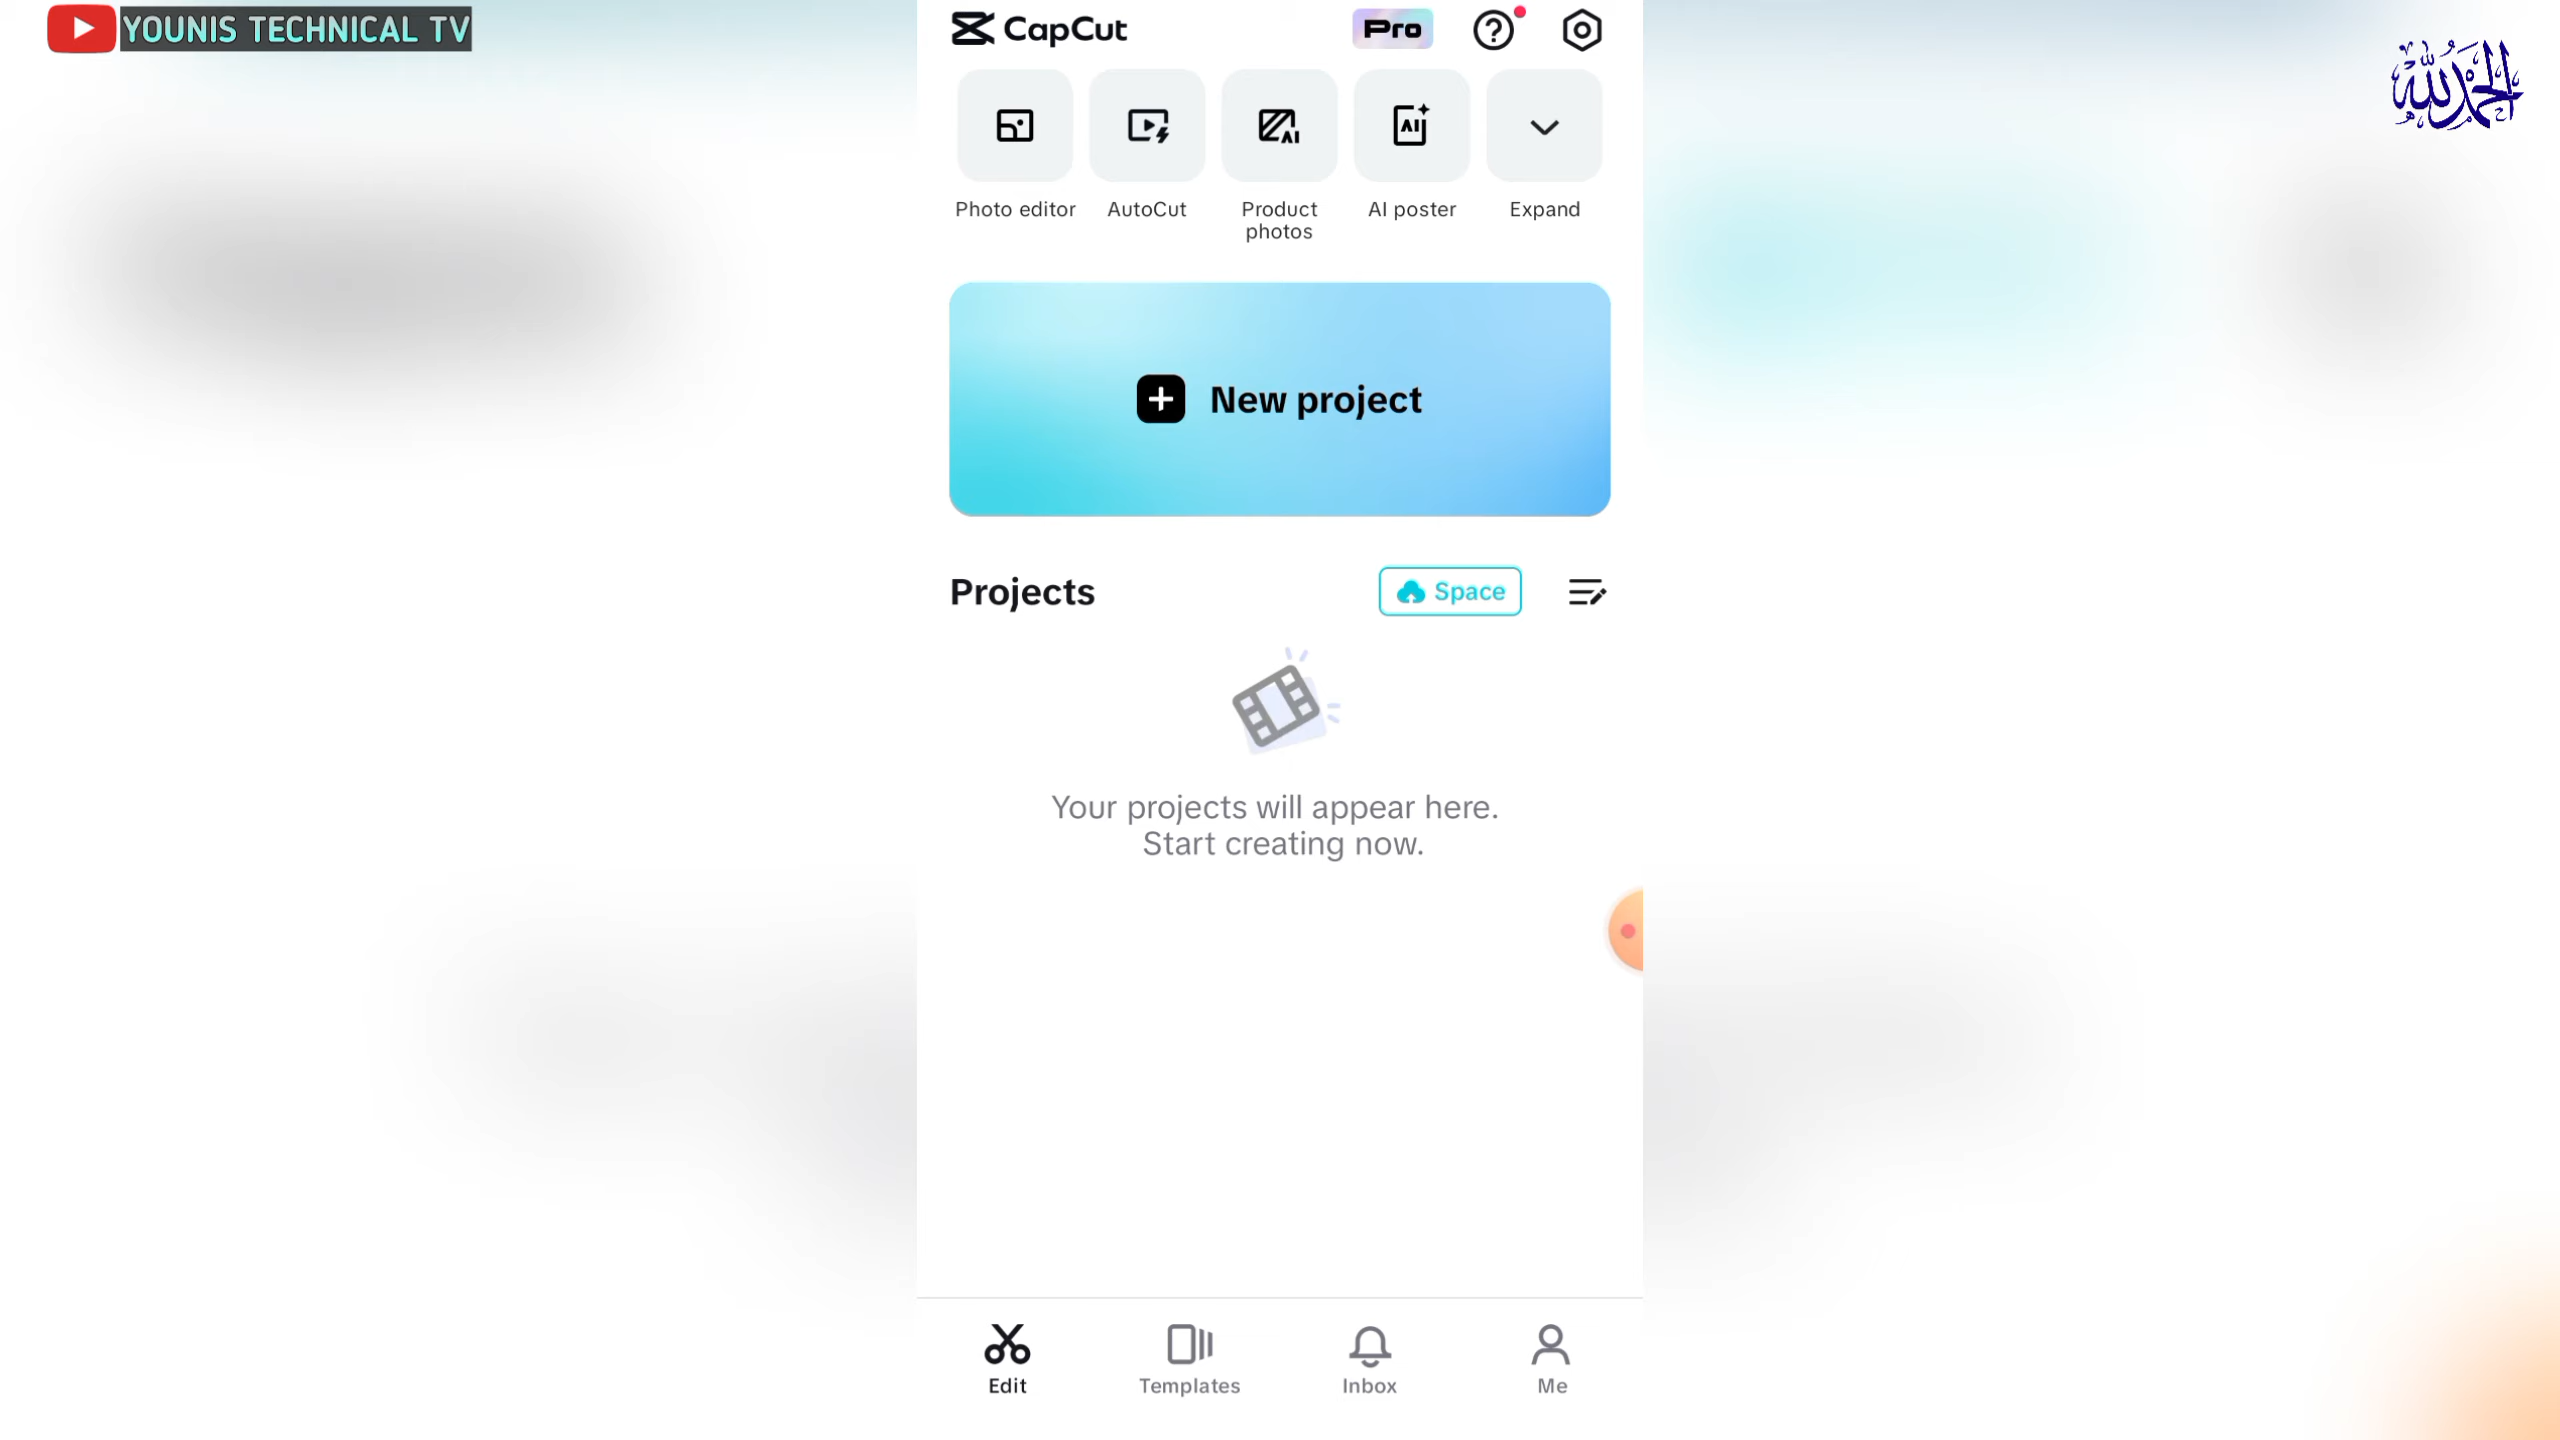 YOUNIS TECHNICAL TV
CapCut
Pro
الحمد لله
Photo editor
AutoCut
Product
photos
AI poster
Expand
New project
Projects
Space
Your projects will appear here.
Start creating now.
Edit
Templates
Inbox
Me